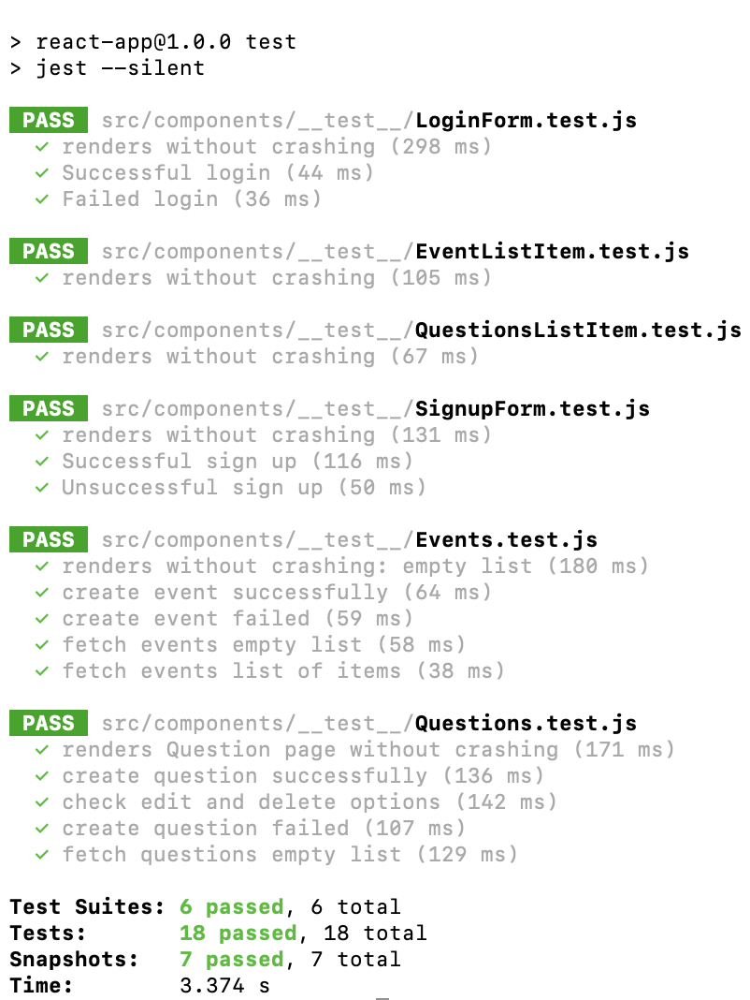 > react-app@1.0.0 test
> jest --silent
PASS src/components/__test__/LoginForm.test.js
✓ renders without crashing (298 ms)
✓ Successful login (44 ms)
✓ Failed login (36 ms)
PASS src/components/__test__/EventListItem.test.js
✓ renders without crashing (105 ms)
PASS src/components/__test__/QuestionsListItem.test.js
✓ renders without crashing (67 ms)
PASS src/components/__test__/SignupForm.test.js
✓ renders without crashing (131 ms)
✓ Successful sign up (116 ms)
✓ Unsuccessful sign up (50 ms)
PASS src/components/__test__/Events.test.js
✓ renders without crashing: empty list (180 ms)
✓ create event successfully (64 ms)
✓ create event failed (59 ms)
✓ fetch events empty list (58 ms)
✓ fetch events list of items (38 ms)
PASS src/components/__test__/Questions.test.js
✓ renders Question page without crashing (171 ms)
✓ create question successfully (136 ms)
✓ check edit and delete options (142 ms)
✓ create question failed (107 ms)
✓ fetch questions empty list (129 ms)
Test Suites: 6 passed, 6 total
Tests: 18 passed, 18 total
Snapshots: 7 passed, 7 total
Time: 3.374 s